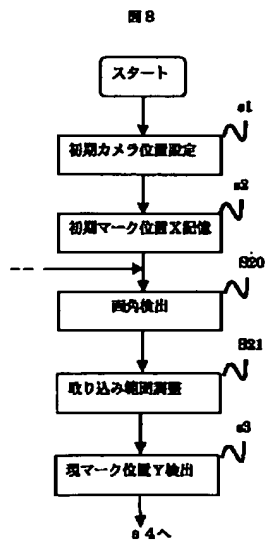 図8
スタート
s1
初期カメラ位置設定
s2
初期マーク位置X記憶
S20
画角検出
S21
取り込み範囲調整
s3
現マーク位置Y検出
s4へ